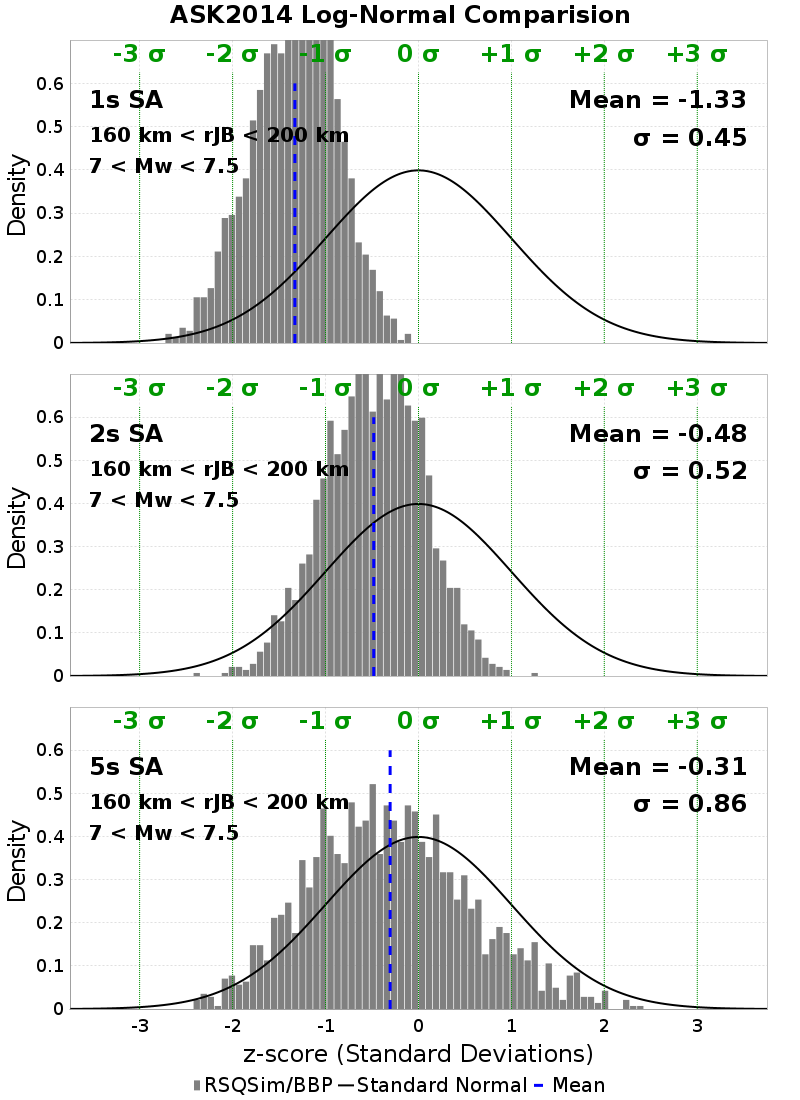 ASK2014 Log-Normal Comparision
-3 σ -2 σ -1 σ 0 σ +1 σ +2 σ +3 σ
0.6
1s SA Mean = -1.33
0.5
160 km < rJB < 200 km σ = 0.45
7 < Mw < 7.5
0.4
0.3
0.2
0.1
0
Density
-3 σ -2 σ -1 σ 0 σ +1 σ +2 σ +3 σ
0.6
2s SA Mean = -0.48
0.5
160 km < rJB < 200 km σ = 0.52
7 < Mw < 7.5
0.4
0.3
0.2
0.1
0
Density
-3 σ -2 σ -1 σ 0 σ +1 σ +2 σ +3 σ
0.6
5s SA Mean = -0.31
0.5
160 km < rJB < 200 km σ = 0.86
7 < Mw < 7.5
0.4
0.3
0.2
0.1
0
Density
-3 -2 -1 0 1 2 3
z-score (Standard Deviations)
RSQSim/BBP Standard Normal Mean